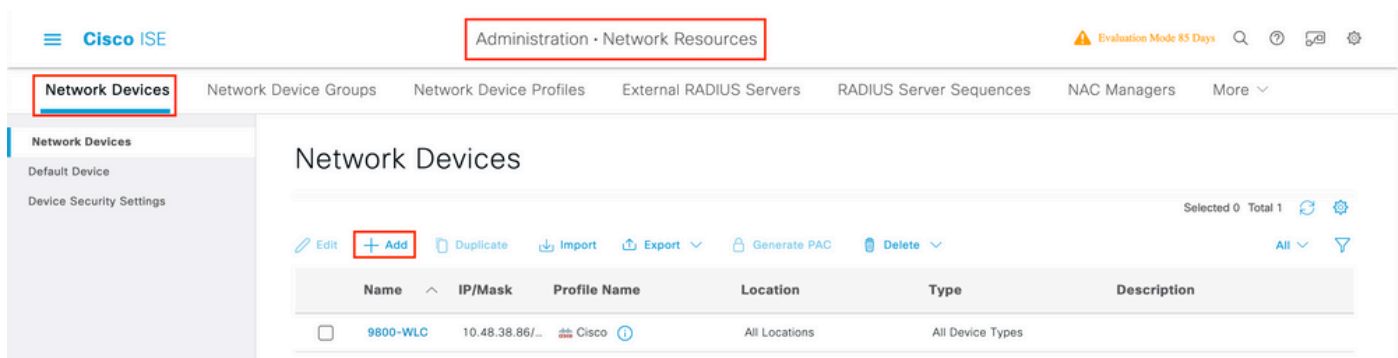 Cisco ISE
Administration · Network Resources
Evaluation Mode 85 Days
Network Devices Network Device Groups Network Device Profiles External RADIUS Servers RADIUS Server Sequences NAC Managers More
Network Devices
Default Device
Device Security Settings
Network Devices
Selected 0 Total 1
Edit Add Duplicate Import Export Generate PAC Delete All
Name IP/Mask Profile Name Location Type Description
9800-WLC 10.48.38.86/... Cisco All Locations All Device Types